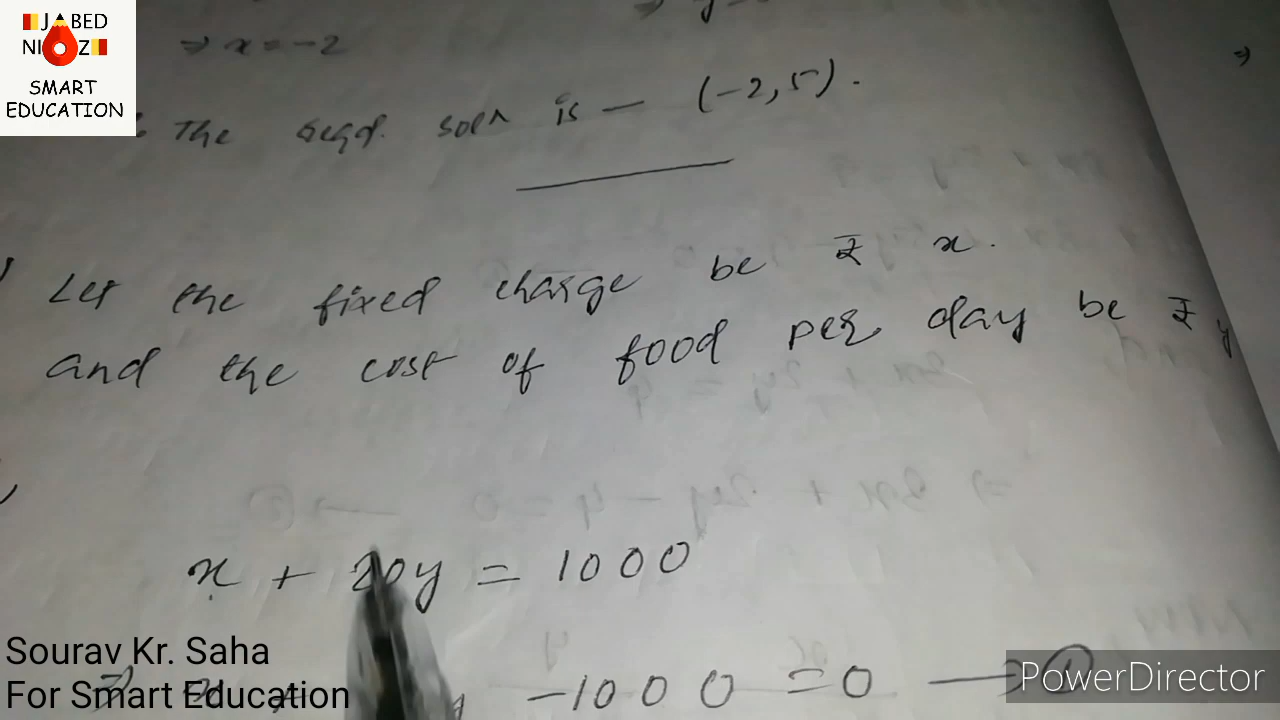 JABED
NIOZ
SMART
EDUCATION
⇒ x = -2
The reqd. soln is — (-2, 5).
Let the fixed charge be ₹ x.
and the cost of food per day be ₹ y
x + 20y = 1000
-1000 = 0 — ①
Sourav Kr. Saha
For Smart Education
PowerDirector